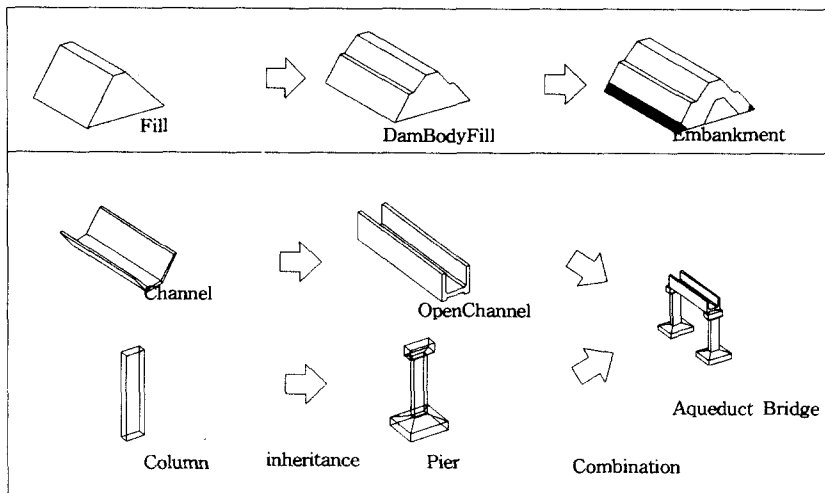 Fill
DamBodyFill
Embankment
Channel
OpenChannel
Aqueduct Bridge
Column
inheritance
Pier
Combination